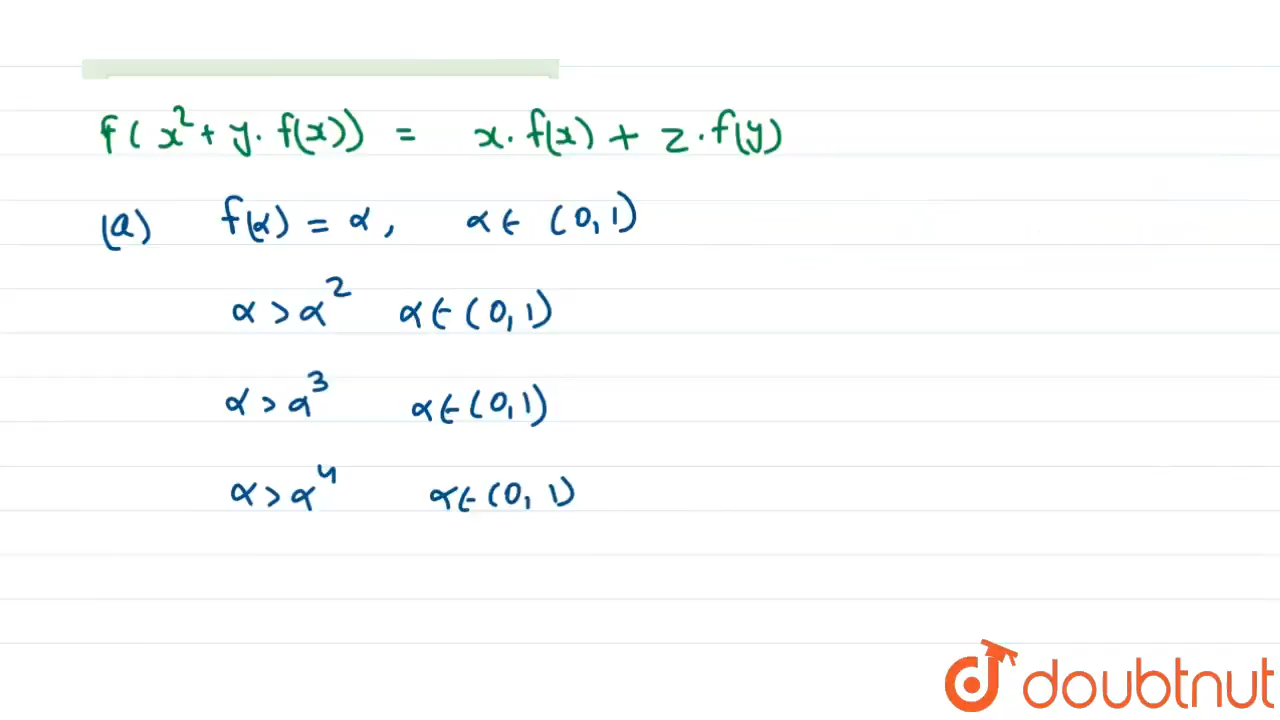 f(x² + y. f(x)) = x. f(x) + z. f(y)
(a) f(α) = α, α ∈ (0,1)
α > α² α ∈ (0,1)
α > α³ α ∈ (0,1)
α > α⁴ α ∈ (0, 1)
doubtnut